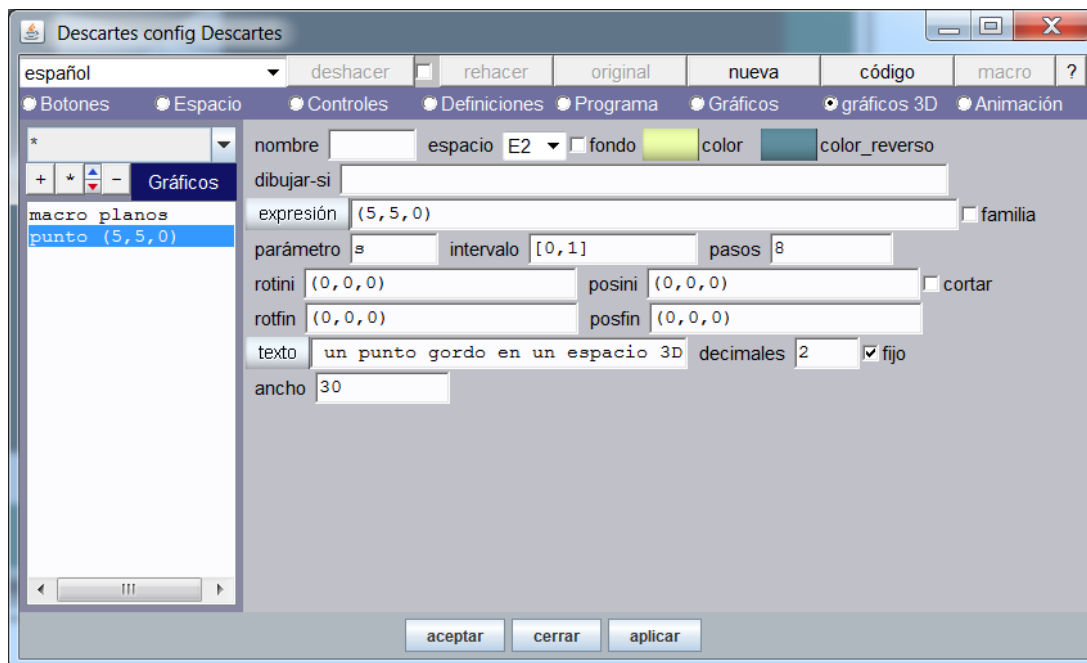 Descartes config Descartes
español deshacer rehacer original nueva código macro ?
Botones Espacio Controles Definiciones Programa Gráficos gráficos 3D Animación
* nombre espacio E2 fondo color color_reverso
+ * - Gráficos dibujar-si
macro planos expresión (5,5,0) familia
punto (5,5,0) parámetro s intervalo [0,1] pasos 8
rotini (0,0,0) posini (0,0,0) cortar
rotfin (0,0,0) posfin (0,0,0)
texto un punto gordo en un espacio 3D decimales 2 fijo
ancho 30
aceptar cerrar aplicar